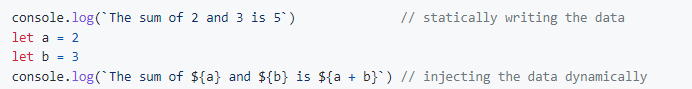 console.log(`The sum of 2 and 3 is 5`) // statically writing the data
let a = 2
let b = 3
console.log(`The sum of ${a} and ${b} is ${a + b}`) // injecting the data dynamically